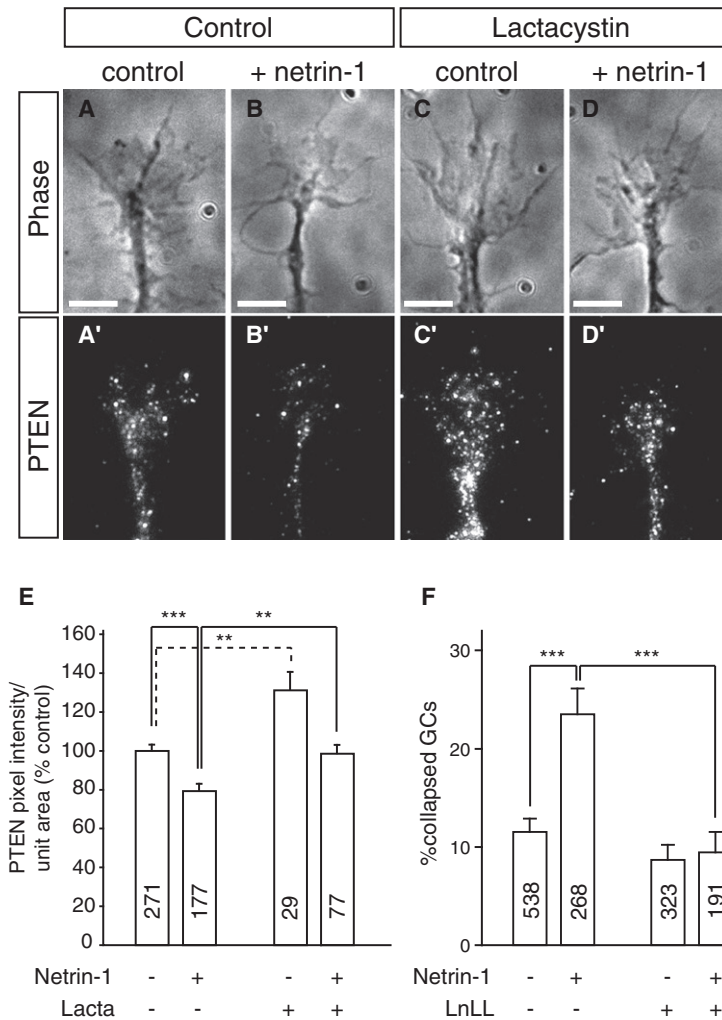 Control Lactacystin
control + netrin-1 control + netrin-1
Phase
A B C D
PTEN
A' B' C' D'
E
PTEN pixel intensity/
unit area (% control)
160
140
120
100
80
60
40
20
0
*** ** **
271 177 29 77
Netrin-1 - + - +
Lacta - - + +
F
%collapsed GCs
30
20
10
0
*** ***
538 268 323 191
Netrin-1 - + - +
LnLL - - + +